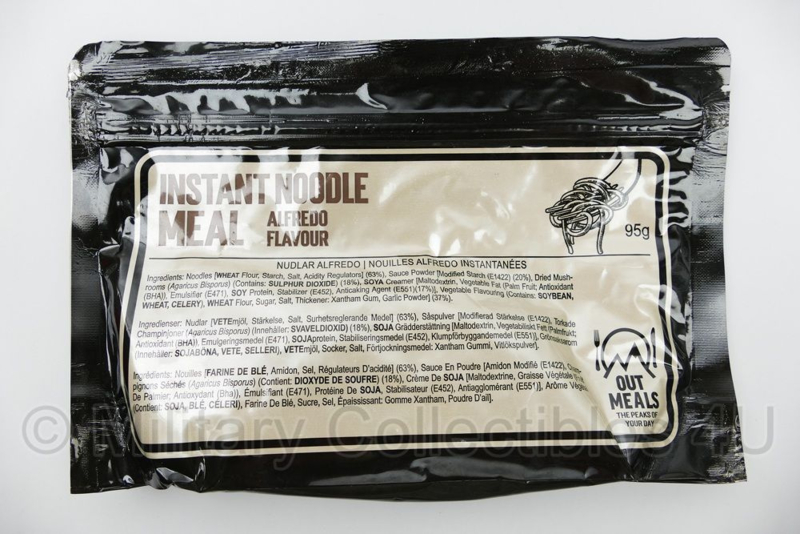 INSTANT NOODLE
MEAL ALFREDO
FLAVOUR
95g
NUDLAR ALFREDO | NOUILLES ALFREDO INSTANTANÉES
Ingredients: Noodles [WHEAT Flour, Starch, Salt, Acidity Regulators] (63%), Sauce Powder [Modified Starch (E1422) (20%), Dried Mush-
rooms (Agaricus Bisporus) (Contains: SULPHUR DIOXIDE) (18%), SOYA Creamer [Maltodextrin, Vegetable Fat (Palm Fruit; Antioxidant
(BHA)), Emulsifier (E471), SOY Protein, Stabilizer (E452), Anticaking Agent (E551)(17%)], Vegetable Flavouring (Contains: SOYBEAN,
WHEAT, CELERY), WHEAT Flour, Sugar, Salt, Thickener: Xantham Gum, Garlic Powder] (37%).
Ingredienser: Nudlar [VETEmjöl, Stärkelse, Salt, Surhetsreglerande Medel] (63%), Såspulver [Modifierad Stärkelse (E1422), Torkade
Champinjoner (Agaricus Bisporus) (Innehåller: SVAVELDIOXID) (18%), SOJA Gräddersättning [Maltodextrin, Vegetabiliskt Fett (Palmfrukt;
Antioxidant (BHA)), Emulgeringsmedel (E471), SOJAprotein, Stabiliseringsmedel (E452), Klumpförbyggandemedel (E551)],
(Innehåller: SOJABÖNA, VETE, SELLERI), VETEmjöl, Socker, Salt, Förtjockningsmedel: Xantham Gummi, Vitlökspulver].
Ingrédients: Nouilles [FARINE DE BLÉ, Amidon, Sel, Régulateurs D'acidité] (63%), Sauce En Poudre [Amidon Modifié (E1422), Cham-
pignons Séchés (Agaricus Bisporus) (Contient: DIOXYDE DE SOUFRE) (18%), Crème De SOJA [Maltodextrine, Graisse Végétale
De Palmier; Antioxydant (BHA)), Émulsifiant (E471), Protéine De SOJA, Stabilisateur (E452), Antiagglomérant (E551)], Arôme Végétal
(Contient: SOJA, BLÉ, CÉLERI), Farine De Blé, Sucre, Sel, Épaississant: Gomme Xantham, Poudre D'ail].
OUT
MEALS
THE PEAKS OF
YOUR DAY
© Military Collectibles 4U